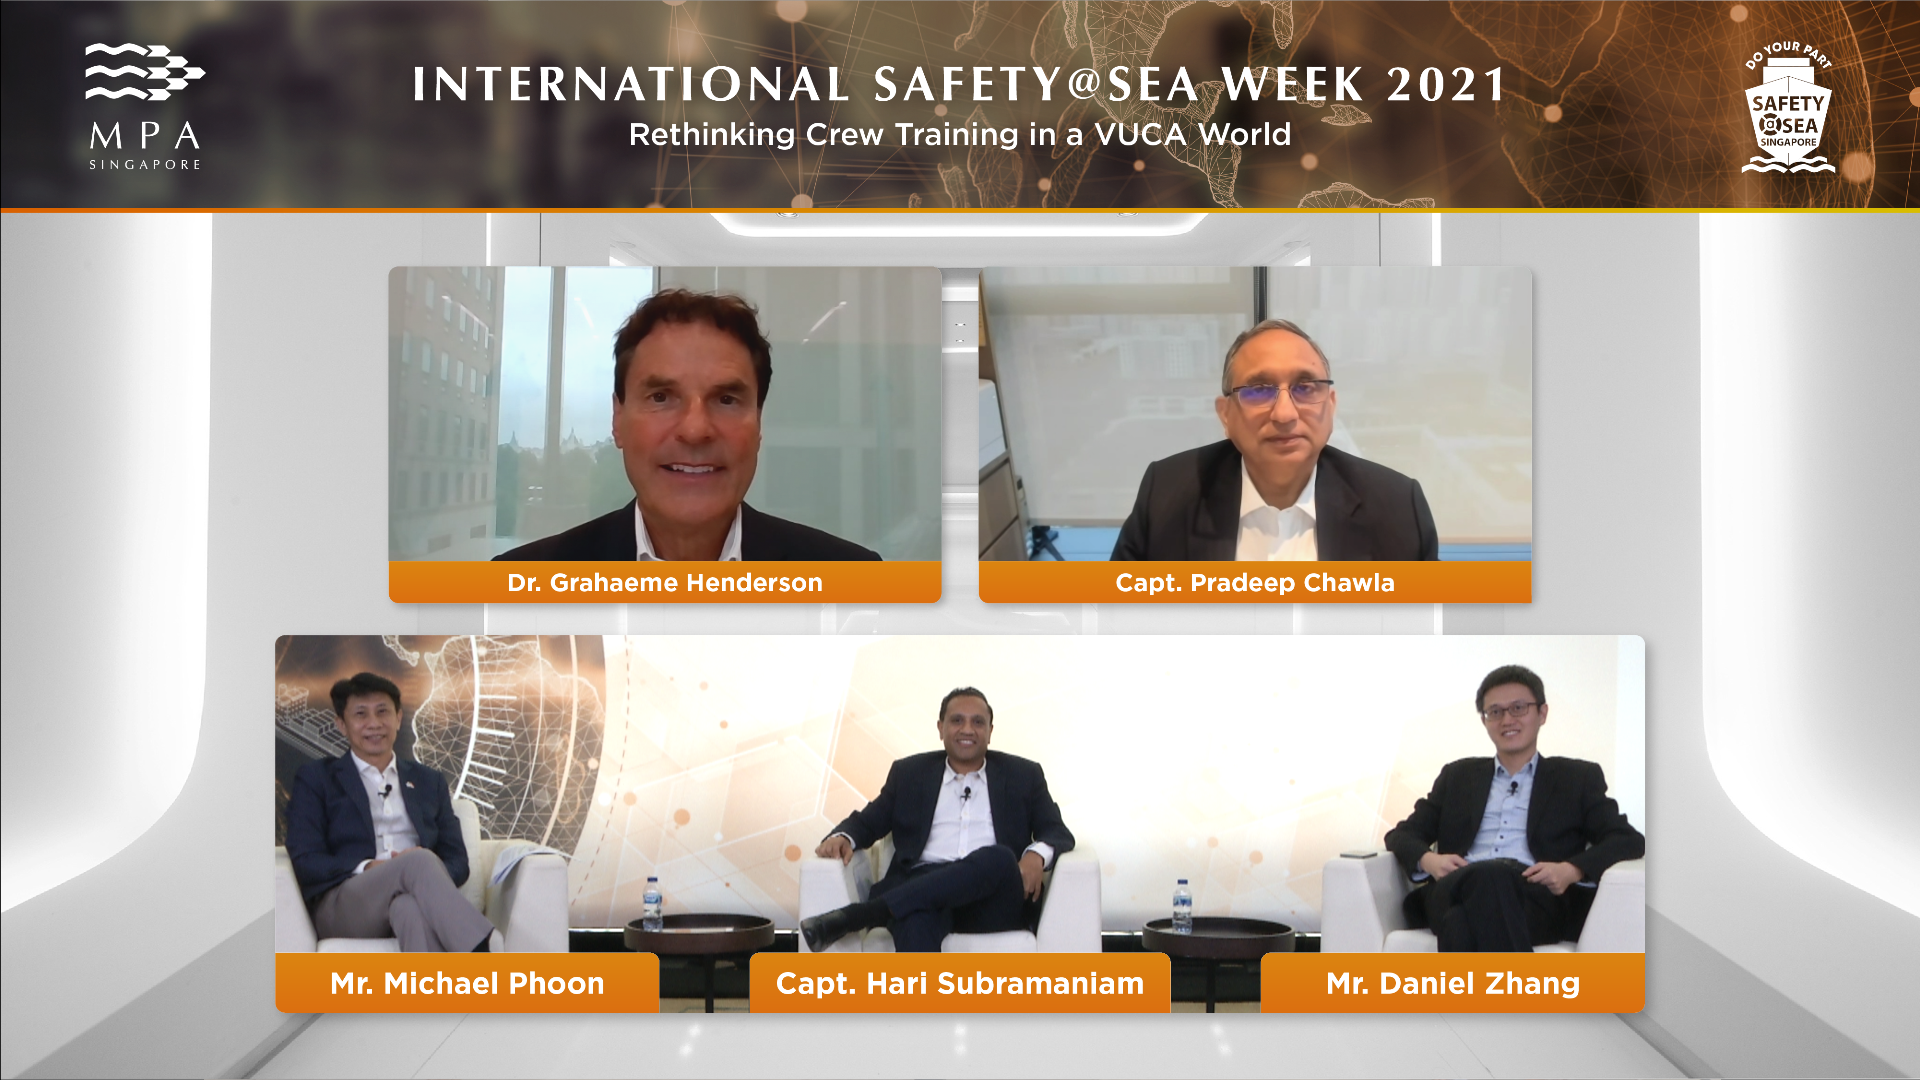 MPA
SINGAPORE
INTERNATIONAL SAFETY@SEA WEEK 2021
Rethinking Crew Training in a VUCA World
DO YOUR PART
SAFETY
@SEA
SINGAPORE
Dr. Grahaeme Henderson
Capt. Pradeep Chawla
Mr. Michael Phoon
Capt. Hari Subramaniam
Mr. Daniel Zhang